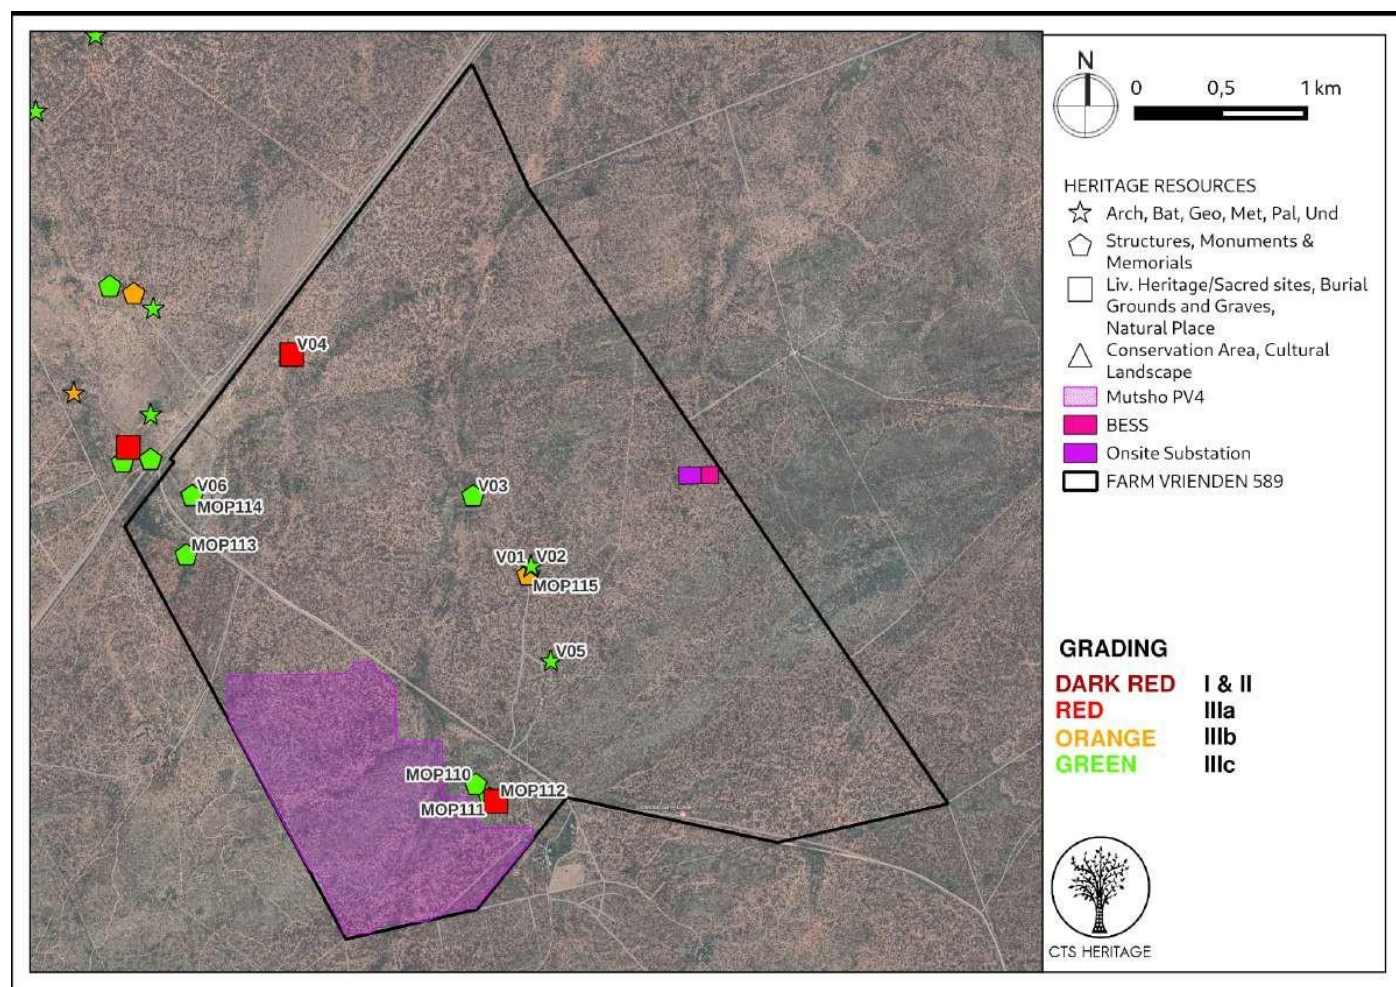 V04
V06
MOP114
V03
MOP113
V01
V02
MOP115
V05
MOP110
MOP112
MOP111
N
0 0,5 1 km
HERITAGE RESOURCES
Arch, Bat, Geo, Met, Pal, Und
Structures, Monuments &
Memorials
Liv. Heritage/Sacred sites, Burial
Grounds and Graves,
Natural Place
Conservation Area, Cultural
Landscape
Mutsho PV4
BESS
Onsite Substation
FARM VRIENDEN 589
GRADING
DARK RED I & II
RED IIIa
ORANGE IIIb
GREEN IIIc
CTS HERITAGE